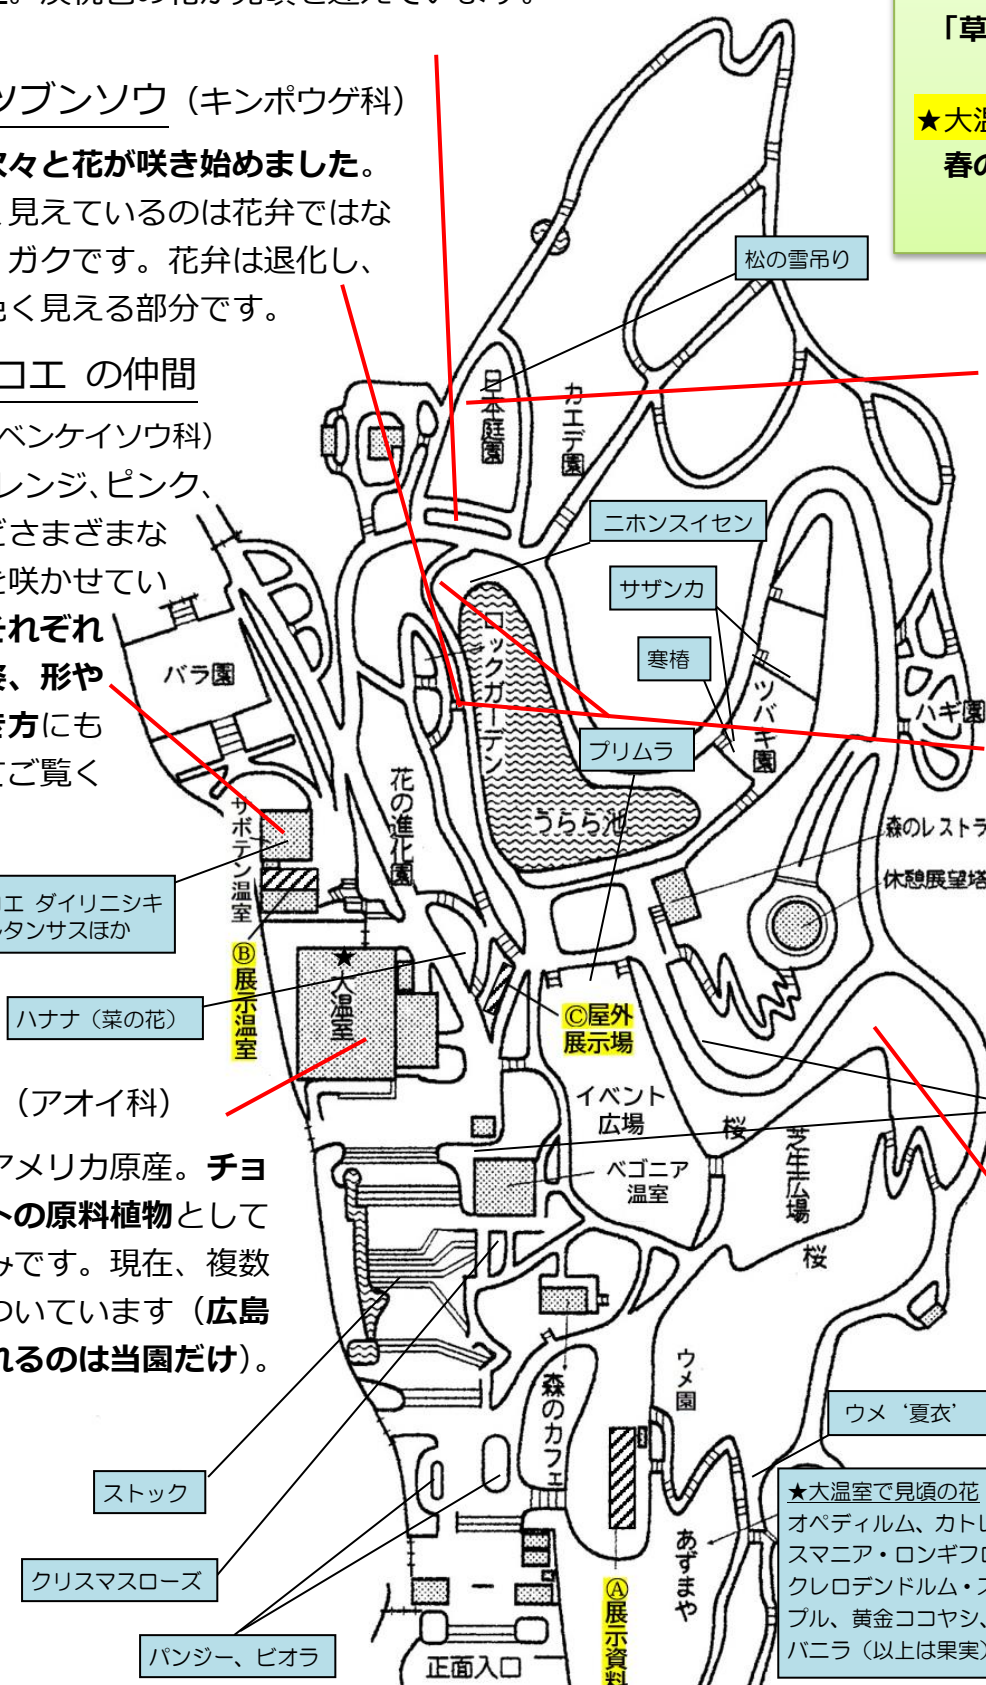 「草
★大温
春の
ツブンソウ（キンポウゲ科）
次々と花が咲き始めました。
見えているのは花弁ではな
ガクです。花弁は退化し、
色く見える部分です。
コエ の仲間
ベンケイソウ科）
レンジ、ピンク、
どさまざまな
を咲かせてい
それぞれ
姿、形や
き方にも
てご覧く
松の雪吊り
日本庭園
カエデ園
ニホンスイセン
サザンカ
寒椿
ロックガーデン
ツバキ園
ハギ園
バラ園
プリムラ
花の進化園
うらら池
サボテン温室
森のレストラ
休憩展望塔
コエ ダイリニシキ
ルタンサスほか
Ⓑ展示温室
★大温室
ハナナ（菜の花）
Ⓒ屋外
展示場
（アオイ科）
アメリカ原産。チョ
トの原料植物として
みです。現在、複数
ついています（広島
れるのは当園だけ）。
イベント
広場
桜
芝生広場
ベゴニア
温室
桜
ウメ園
森のカフェ
ウメ ‘夏衣’
ストック
クリスマスローズ
パンジー、ビオラ
あずまや
Ⓐ展示資料
正面入口
★大温室で見頃の花
オペディルム、カトレ
スマニア・ロンギフロ
クレロデンドルム・ス
プル、黄金ココヤシ、
バニラ（以上は果実）